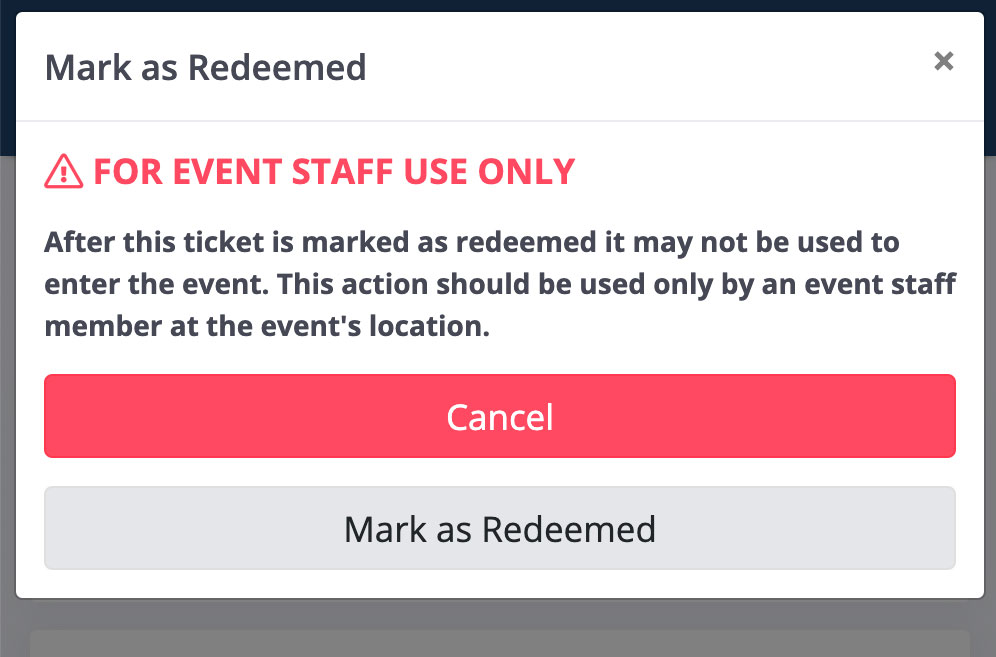 Mark as Redeemed
×
FOR EVENT STAFF USE ONLY
After this ticket is marked as redeemed it may not be used to
enter the event. This action should be used only by an event staff
member at the event's location.
Cancel
Mark as Redeemed